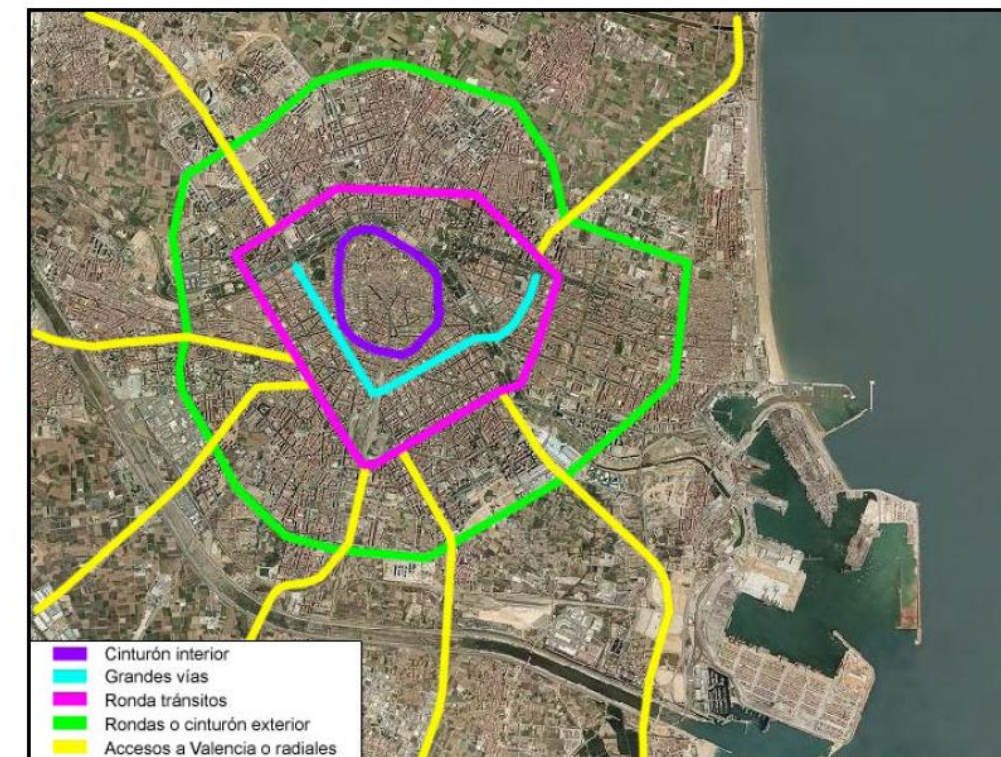 Cinturón interior
Grandes vías
Ronda tránsitos
Rondas o cinturón exterior
Accesos a Valencia o radiales